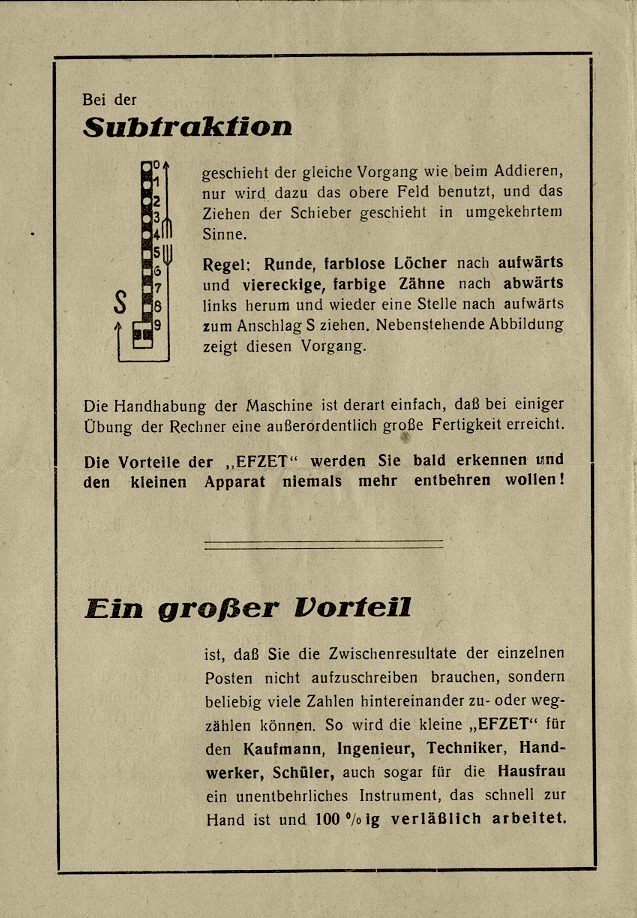 Bei der
Subtraktion
geschieht der gleiche Vorgang wie beim Addieren,
nur wird dazu das obere Feld benutzt, und das
Ziehen der Schieber geschieht in umgekehrtem
Sinne.
0
1
2
3
4
5
6
7
8
9
S
Regel: Runde, farblose Löcher nach aufwärts
und viereckige, farbige Zähne nach abwärts
links herum und wieder eine Stelle nach aufwärts
zum Anschlag S ziehen. Nebenstehende Abbildung
zeigt diesen Vorgang.
Die Handhabung der Maschine ist derart einfach, daß bei einiger
Übung der Rechner eine außerordentlich große Fertigkeit erreicht.
Die Vorteile der „EFZET“ werden Sie bald erkennen und
den kleinen Apparat niemals mehr entbehren wollen!
Ein großer Vorteil
ist, daß Sie die Zwischenresultate der einzelnen
Posten nicht aufzuschreiben brauchen, sondern
beliebig viele Zahlen hintereinander zu- oder weg-
zählen können. So wird die kleine „EFZET“ für
den Kaufmann, Ingenieur, Techniker, Hand-
werker, Schüler, auch sogar für die Hausfrau
ein unentbehrliches Instrument, das schnell zur
Hand ist und 100 %ig verläßlich arbeitet.